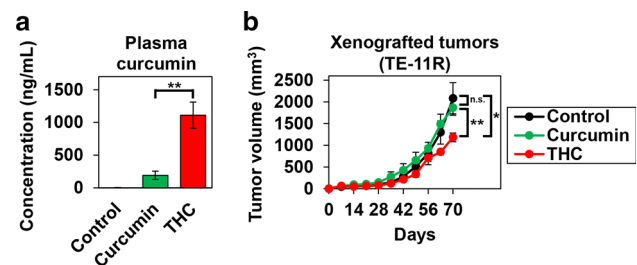 a
Plasma
curcumin
Concentration (ng/mL)
1500
1000
500
0
**
Control
Curcumin
THC
b
Xenografted tumors
(TE-11R)
Tumor volume (mm³)
2500
2000
1500
1000
500
0
n.s.
**
*
0 14 28 42 56 70
Days
Control
Curcumin
THC